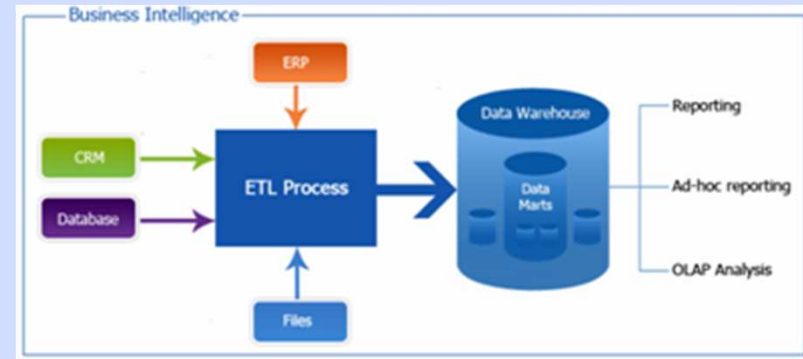 Business Intelligence
ERP
CRM
ETL Process
Database
Files
Data Warehouse
Data
Marts
Reporting
Ad-hoc reporting
OLAP Analysis